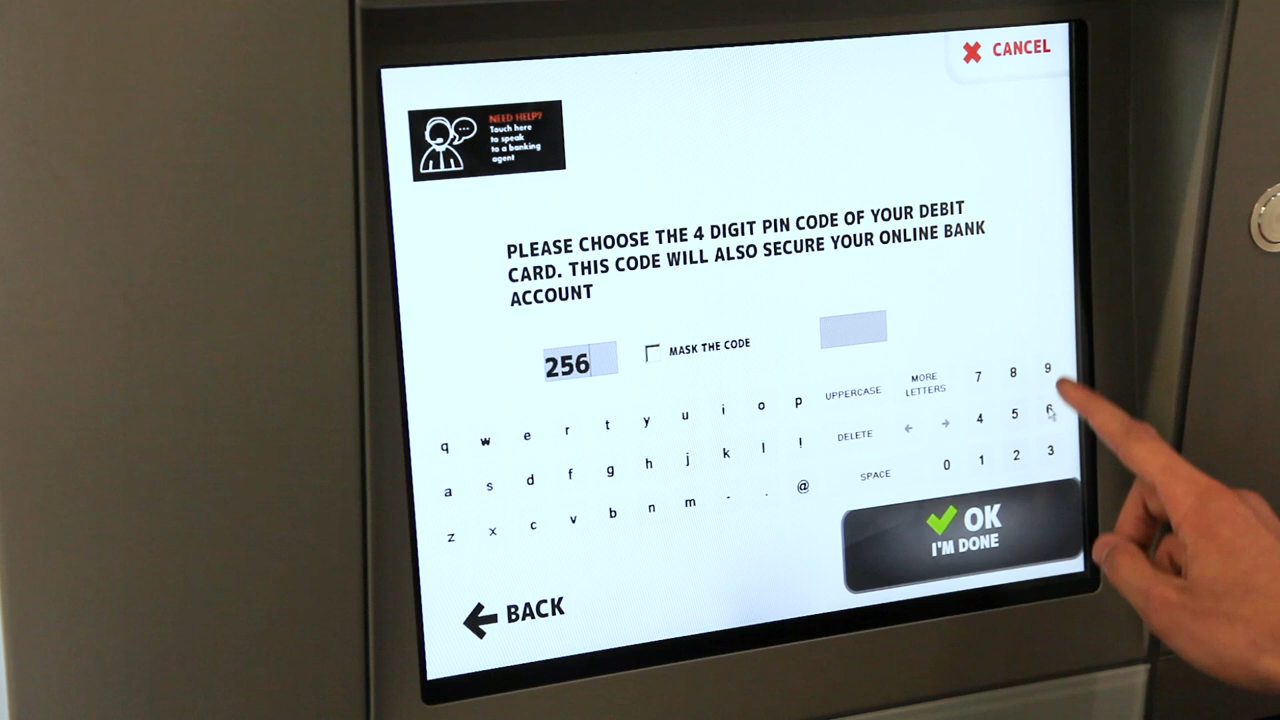 CANCEL
NEED HELP?
Touch here
to speak
to a banking
agent
PLEASE CHOOSE THE 4 DIGIT PIN CODE OF YOUR DEBIT
CARD. THIS CODE WILL ALSO SECURE YOUR ONLINE BANK
ACCOUNT
256
MASK THE CODE
q w e r t y u i o p UPPERCASE MORE LETTERS 7 8 9
a s d f g h j k l ! DELETE ← → 4 5 6
z x c v b n m - . @ SPACE 0 1 2 3
OK
I'M DONE
BACK